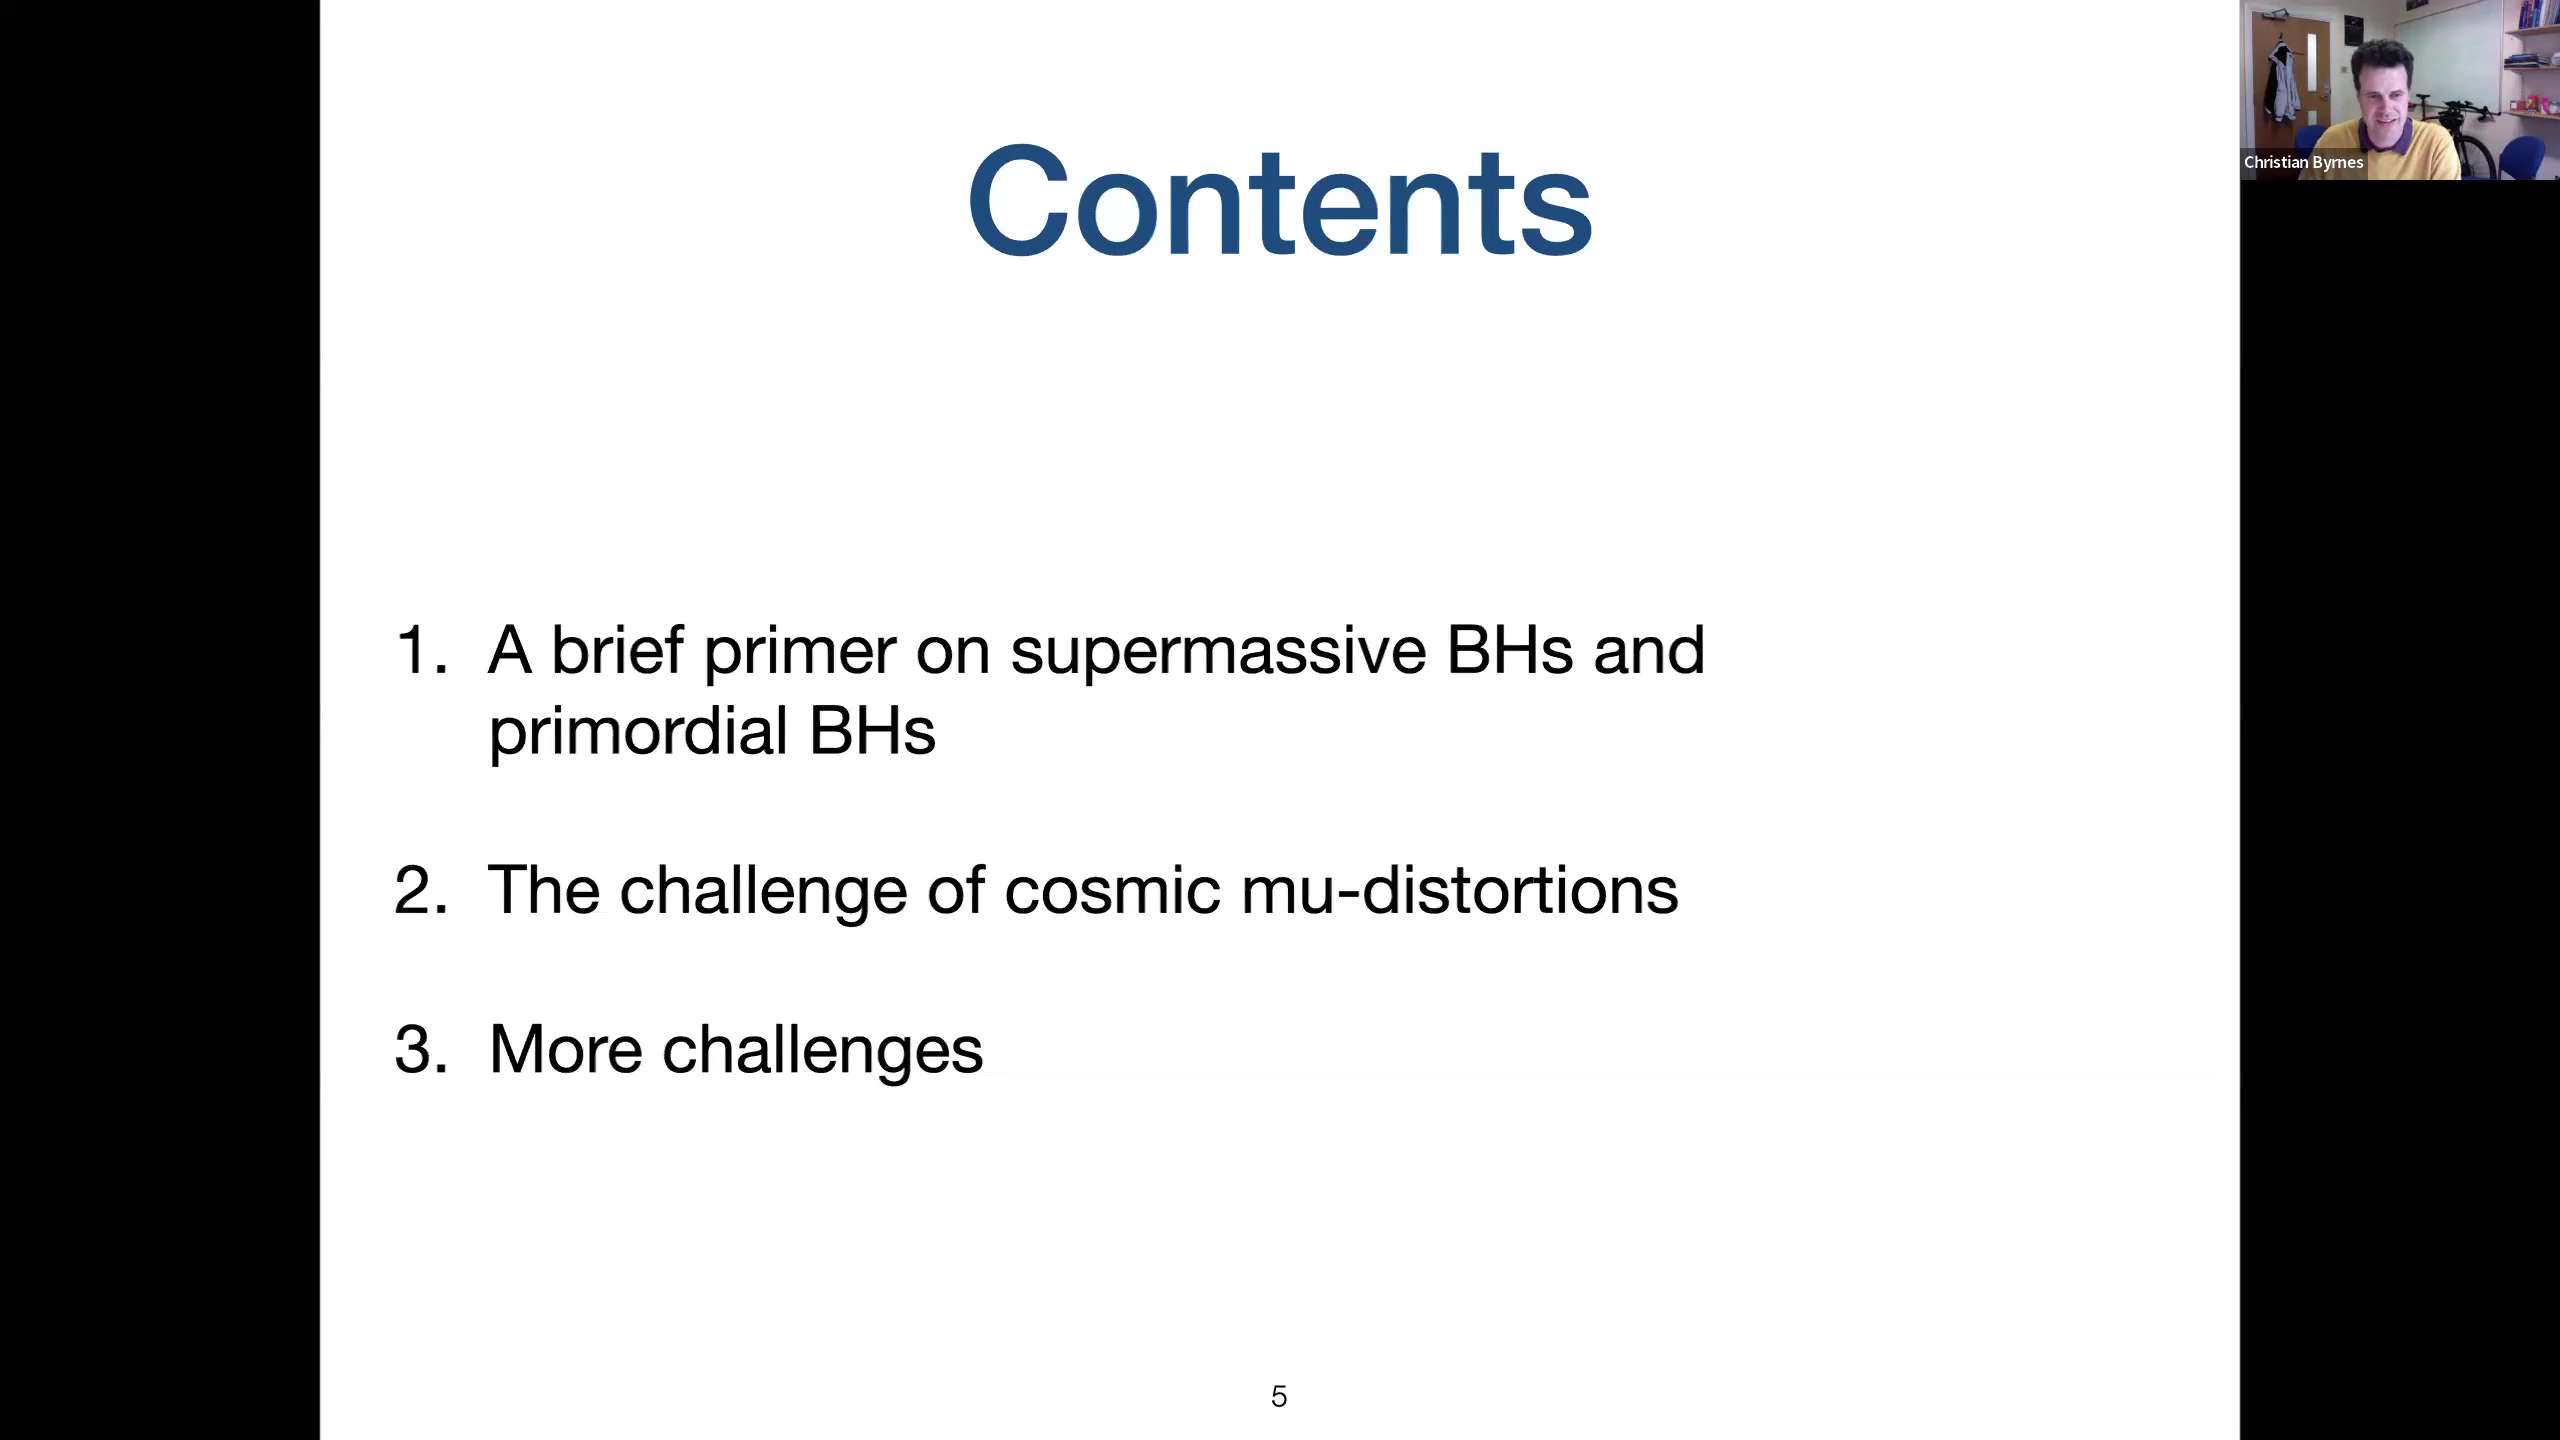 Contents
1. A brief primer on supermassive BHs and
primordial BHs
2. The challenge of cosmic mu-distortions
3. More challenges
5
Christian Byrnes